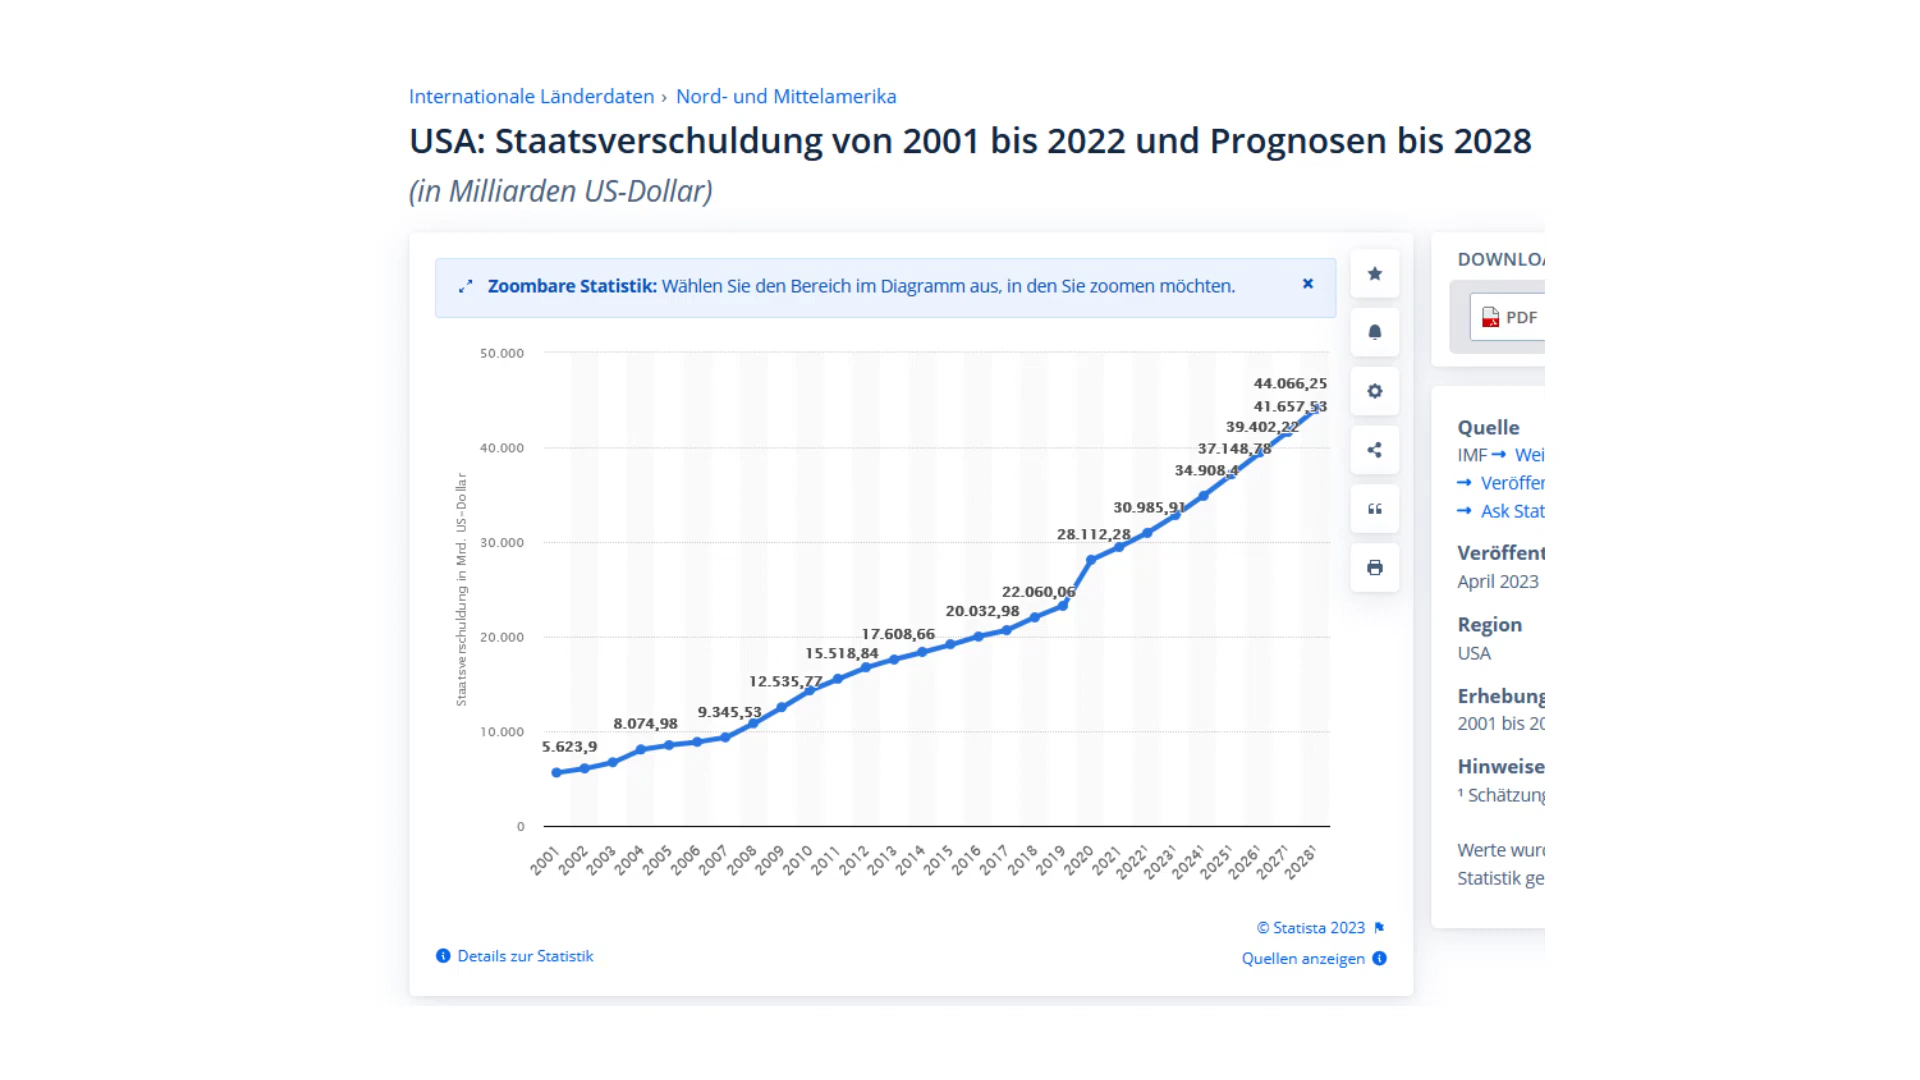 Internationale Länderdaten › Nord- und Mittelamerika
USA: Staatsverschuldung von 2001 bis 2022 und Prognosen bis 2028
(in Milliarden US-Dollar)
Zoombare Statistik: Wählen Sie den Bereich im Diagramm aus, in den Sie zoomen möchten.
Staatsverschuldung in Mrd. US-Dollar
50.000
40.000
30.000
20.000
10.000
0
5.623,9
8.074,98
9.345,53
12.535,77
15.518,84
17.608,66
20.032,98
22.060,06
28.112,28
30.985,91
34.908,4
37.148,78
39.402,22
41.657,53
44.066,25
2001 2002 2003 2004 2005 2006 2007 2008 2009 2010 2011 2012 2013 2014 2015 2016 2017 2018 2019 2020 2021 2022¹ 2023¹ 2024¹ 2025¹ 2026¹ 2027¹ 2028¹
© Statista 2023
Details zur Statistik
Quellen anzeigen
DOWNLO
PDF
Quelle
IMF → Wei
→ Veröffer
→ Ask Stat
Veröffent
April 2023
Region
USA
Erhebung
2001 bis 20
Hinweise
¹ Schätzung
Werte wurd
Statistik ge